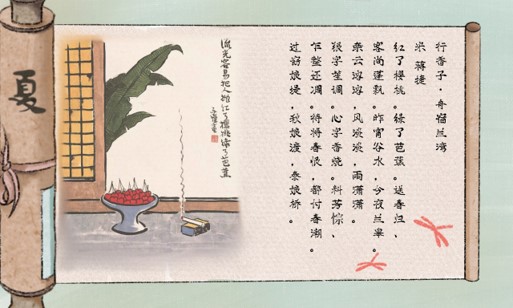 行香子·舟宿兰湾
宋 蒋捷
红了樱桃。绿了芭蕉。送春归、
客尚蓬飘。昨宵谷水,今夜兰皋。
奈云溶溶,风淡淡,雨潇潇。
银字笙调。心字香烧。料芳悰、
乍整还凋。待将春恨,都付春潮。
过窈娘堤,秋娘渡,泰娘桥。
流光容易把人抛红了樱桃绿了芭蕉
夏